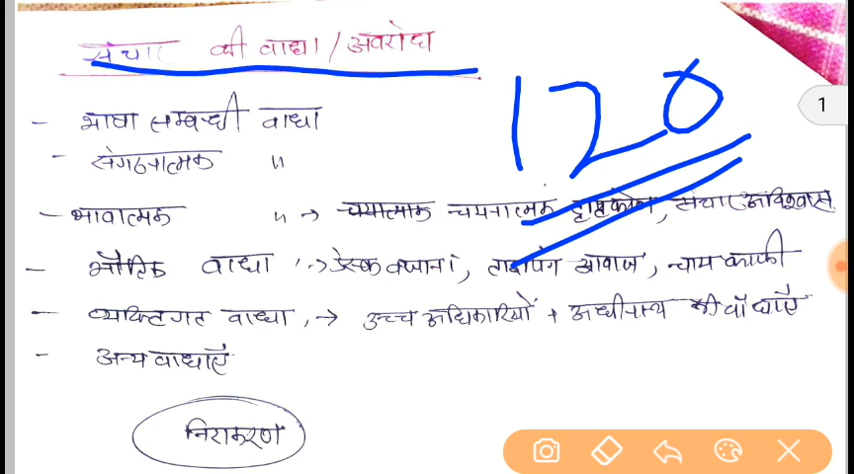 संचार की बाधा / अवरोध
120
1
- भाषा सम्बन्धी बाधा
- संगठनात्मक "
- भावात्मक " → चयनात्मक दृष्टिकोण, संचार अविश्वास
- भौतिक बाधा → डेस्क बजाना, टाइपिंग आवाज, चाय काफी
- व्यक्तिगत बाधा, → उच्च अधिकारियों + अधीनस्थ की बाँधाएँ
- अन्य बाधाएँ
निराकरण